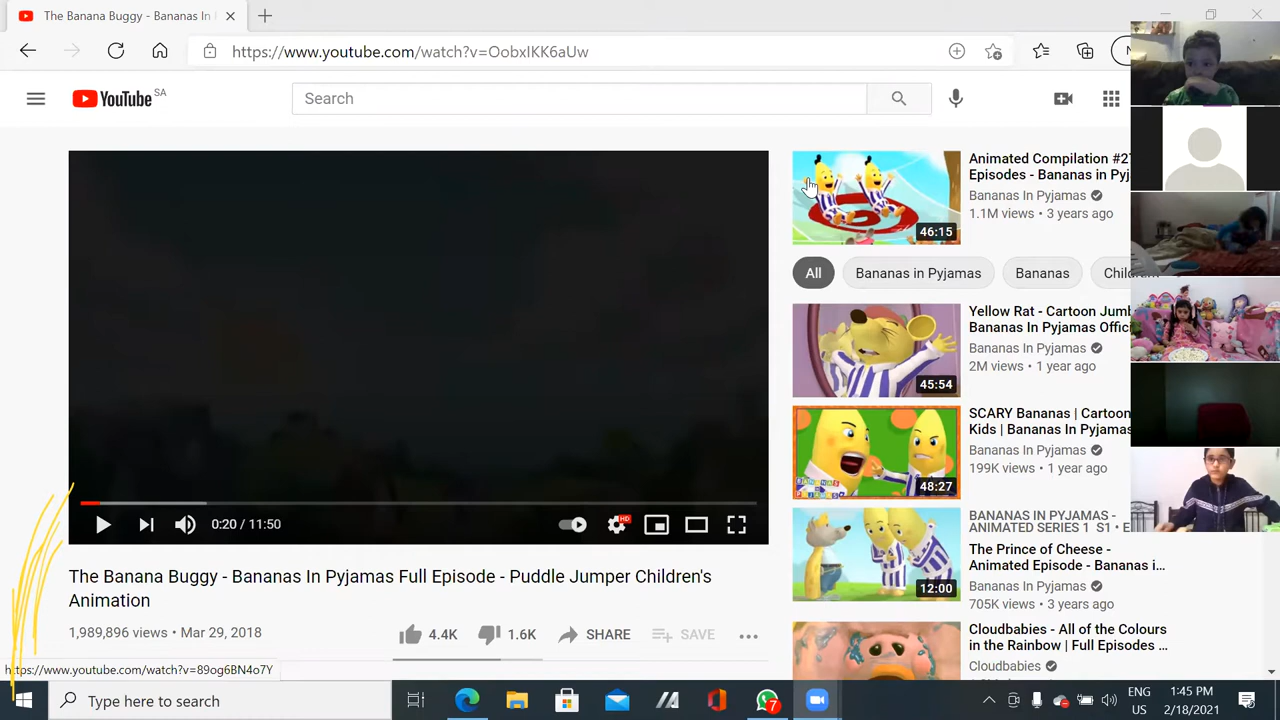 The Banana Buggy - Bananas In
https://www.youtube.com/watch?v=OobxIKK6aUw
YouTube SA
Search
Animated Compilation #2
Episodes - Bananas in Pyj
Bananas In Pyjamas
1.1M views • 3 years ago
46:15
All
Bananas in Pyjamas
Bananas
Yellow Rat - Cartoon Jumb
Bananas In Pyjamas Offici
Bananas In Pyjamas
2M views • 1 year ago
45:54
SCARY Bananas | Cartoon
Kids | Bananas In Pyjamas
Bananas In Pyjamas
199K views • 1 year ago
48:27
0:20 / 11:50
HD
BANANAS IN PYJAMAS -
ANIMATED SERIES 1 S1 • E
The Prince of Cheese -
Animated Episode - Bananas i...
Bananas In Pyjamas
705K views • 3 years ago
12:00
The Banana Buggy - Bananas In Pyjamas Full Episode - Puddle Jumper Children's
Animation
1,989,896 views • Mar 29, 2018
4.4K
1.6K
SHARE
SAVE
Cloudbabies - All of the Colours
in the Rainbow | Full Episodes ...
Cloudbabies
https://www.youtube.com/watch?v=89og6BN4o7Y
Type here to search
7
ENG
US
1:45 PM
2/18/2021